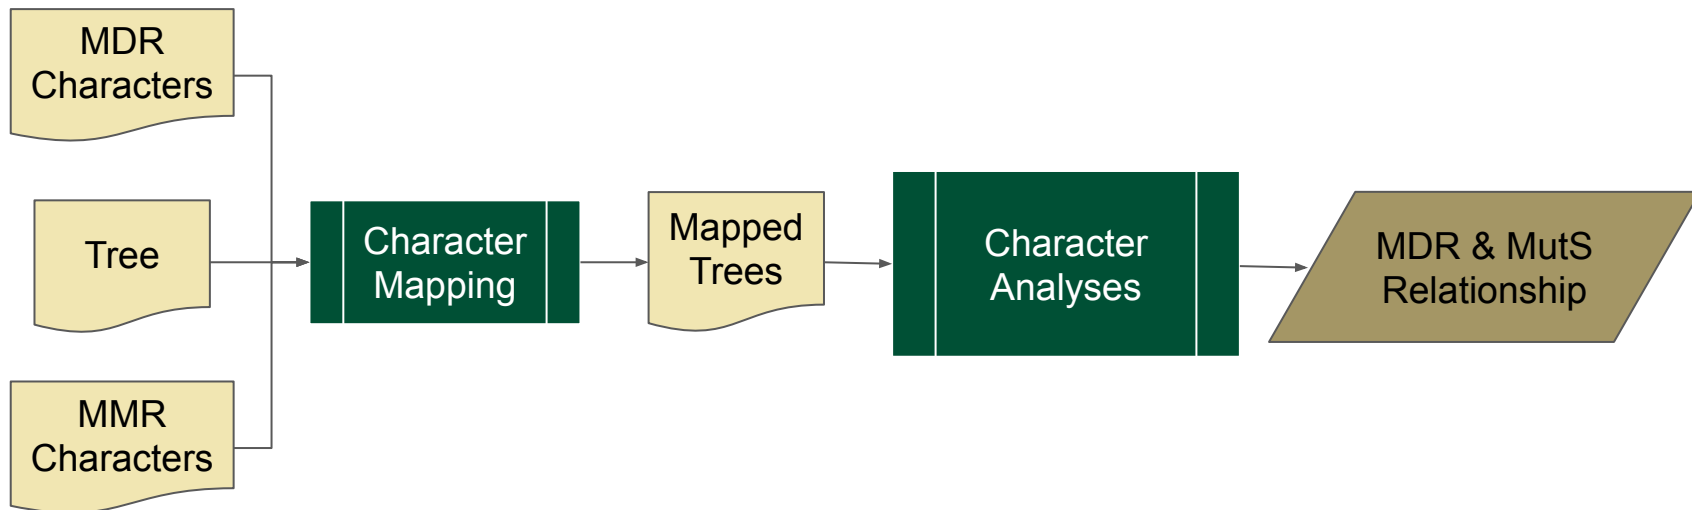 MDR
Characters
Tree
MMR
Characters
Character
Mapping
Mapped
Trees
Character
Analyses
MDR & MutS
Relationship